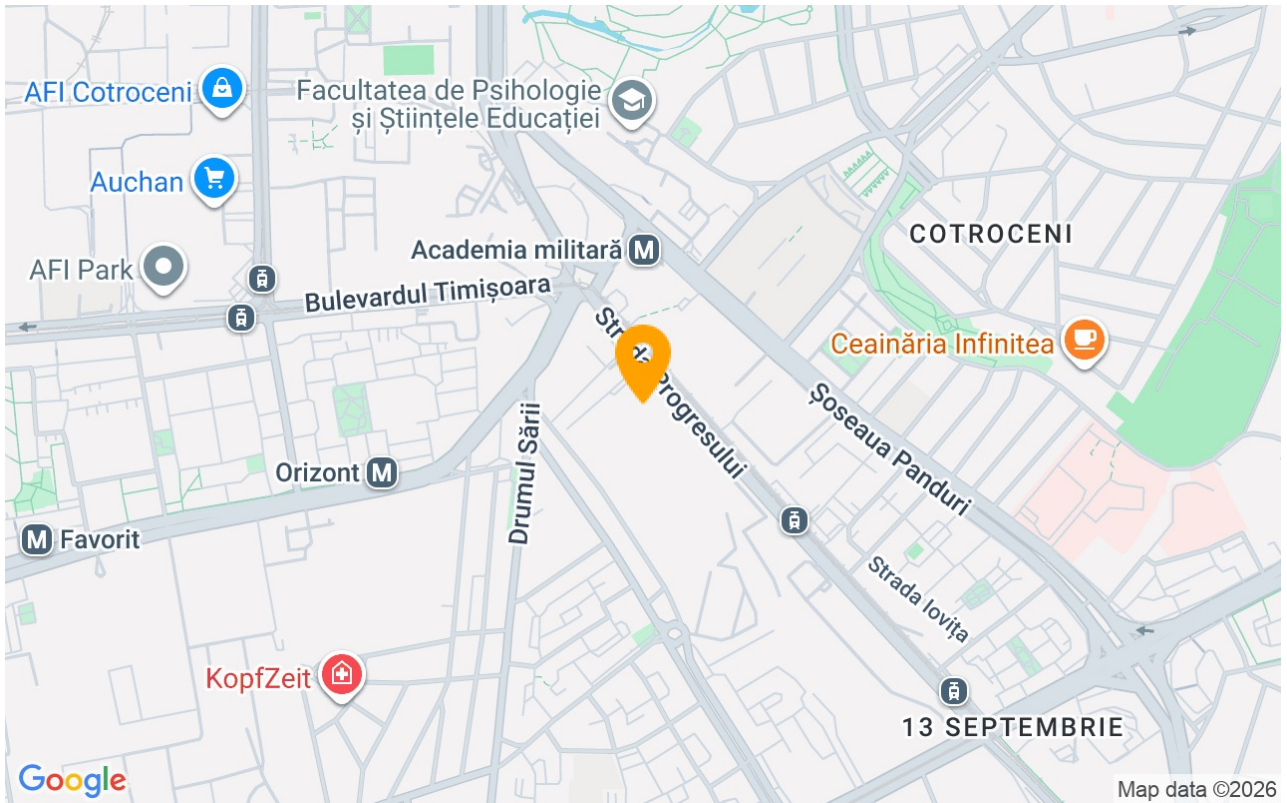 AFI Cotroceni
Facultatea de Psihologie
și Științele Educației
Auchan
Academia militară
M
COTROCENI
AFI Park
Bulevardul Timișoara
Strada Progresului
Ceainăria Infinitea
Șoseaua Panduri
Drumul Sării
Orizont M
M Favorit
Strada Iovița
KopfZeit
13 SEPTEMBRIE
Google
Map data ©2026